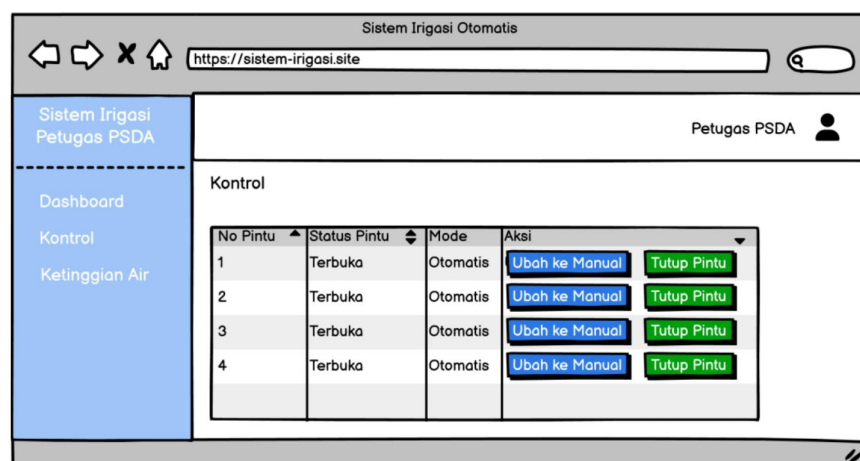 Sistem Irigasi Otomatis
https://sistem-irigasi.site
Sistem Irigasi
Petugas PSDA
Petugas PSDA
Dashboard
Kontrol
Ketinggian Air
Kontrol
No Pintu Status Pintu Mode Aksi
1 Terbuka Otomatis Ubah ke Manual Tutup Pintu
2 Terbuka Otomatis Ubah ke Manual Tutup Pintu
3 Terbuka Otomatis Ubah ke Manual Tutup Pintu
4 Terbuka Otomatis Ubah ke Manual Tutup Pintu